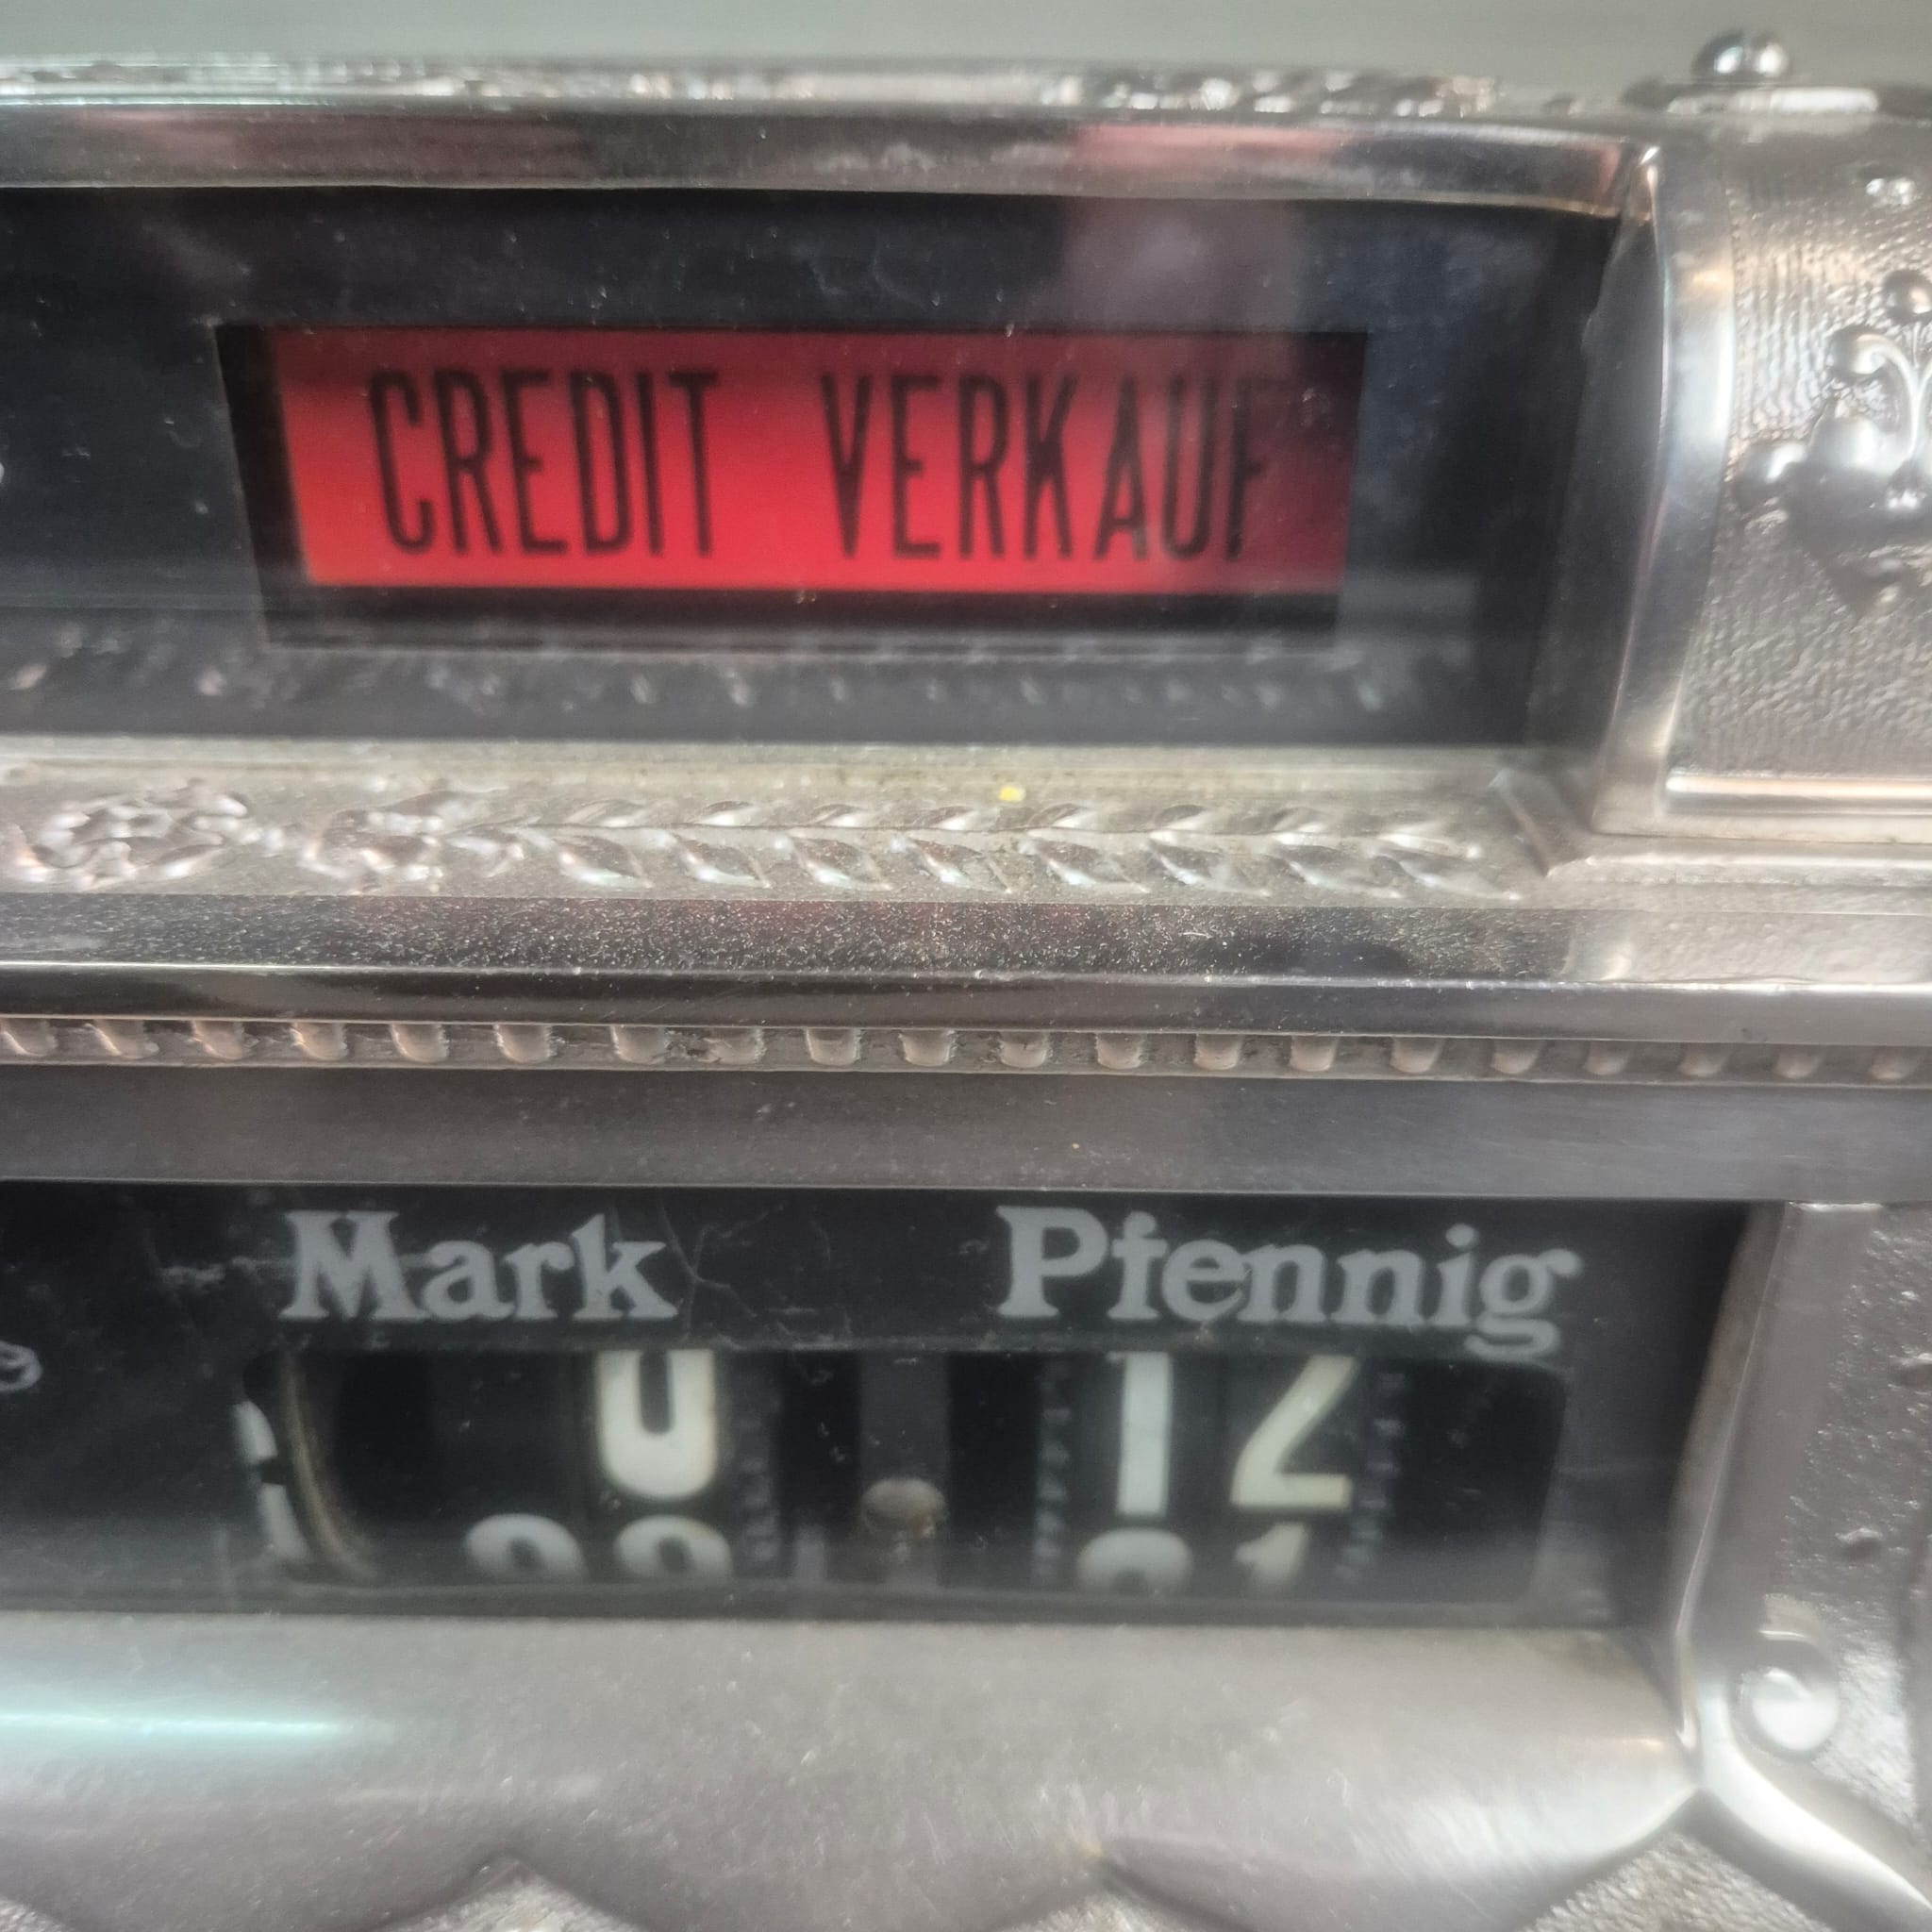 CREDIT VERKAUF
Mark Pfennig
0 12